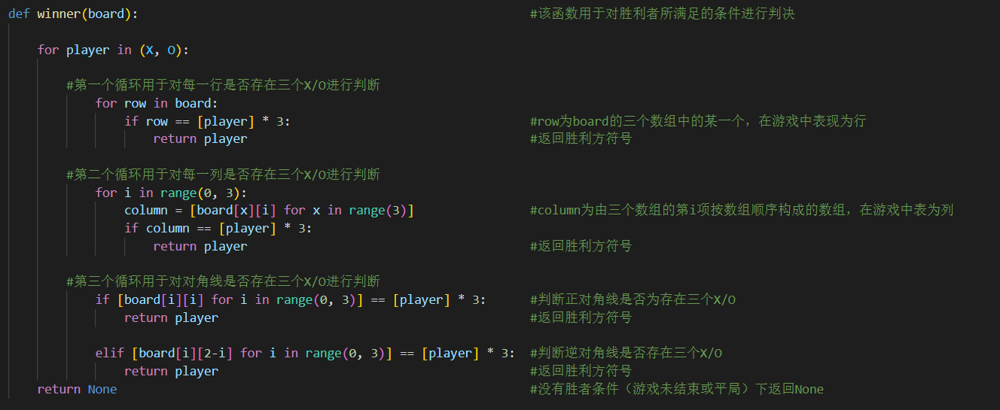 def winner(board): #该函数用于对胜利者所满足的条件进行判决
for player in (X, O):
#第一个循环用于对每一行是否存在三个X/O进行判断
for row in board:
if row == [player] * 3: #row为board的三个数组中的某一个，在游戏中表现为行
return player #返回胜利方符号
#第二个循环用于对每一列是否存在三个X/O进行判断
for i in range(0, 3):
column = [board[x][i] for x in range(3)] #column为由三个数组的第i项按数组顺序构成的数组，在游戏中表为列
if column == [player] * 3:
return player #返回胜利方符号
#第三个循环用于对对角线是否存在三个X/O进行判断
if [board[i][i] for i in range(0, 3)] == [player] * 3: #判断正对角线是否为存在三个X/O
return player #返回胜利方符号
elif [board[i][2-i] for i in range(0, 3)] == [player] * 3: #判断逆对角线是否存在三个X/O
return player #返回胜利方符号
return None #没有胜者条件（游戏未结束或平局）下返回None